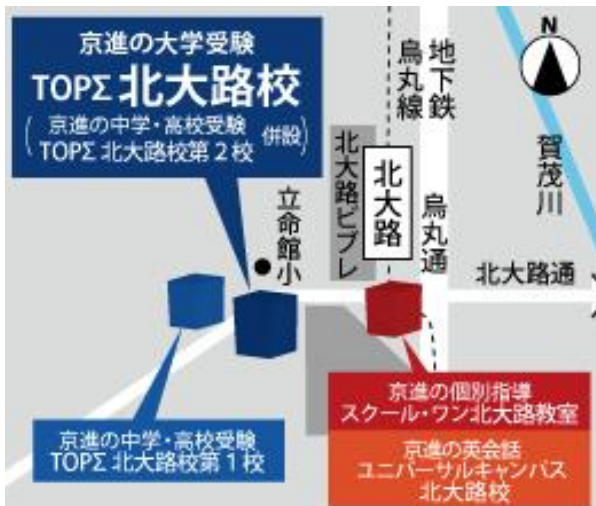 京進の大学受験
TOPΣ 北大路校
(京進の中学・高校受験
TOPΣ 北大路校第2校 併設)
地下鉄
烏丸線
N
賀茂川
北大路ビブレ
北大路
烏丸通
立命館小
北大路通
京進の中学・高校受験
TOPΣ 北大路校第1校
京進の個別指導
スクール・ワン北大路教室
京進の英会話
ユニバーサルキャンパス
北大路校